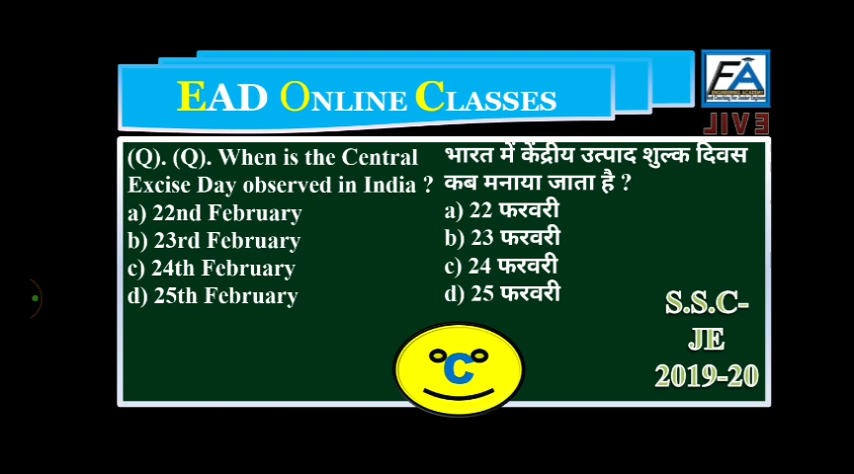 EAD ONLINE CLASSES
FA
ENGINEERING ACADEMY
LIVE
(Q). (Q). When is the Central
Excise Day observed in India ?
a) 22nd February
b) 23rd February
c) 24th February
d) 25th February
भारत में केंद्रीय उत्पाद शुल्क दिवस
कब मनाया जाता है ?
a) 22 फरवरी
b) 23 फरवरी
c) 24 फरवरी
d) 25 फरवरी
S.S.C-
JE
2019-20
C